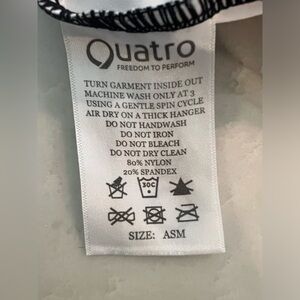 Quatro
FREEDOM TO PERFORM
TURN GARMENT INSIDE OUT
MACHINE WASH ONLY AT 3
USING A GENTLE SPIN CYCLE
AIR DRY ON A THICK HANGER
DO NOT HANDWASH
DO NOT IRON
DO NOT BLEACH
DO NOT DRY CLEAN
80% NYLON
20% SPANDEX
30C
SIZE: ASM